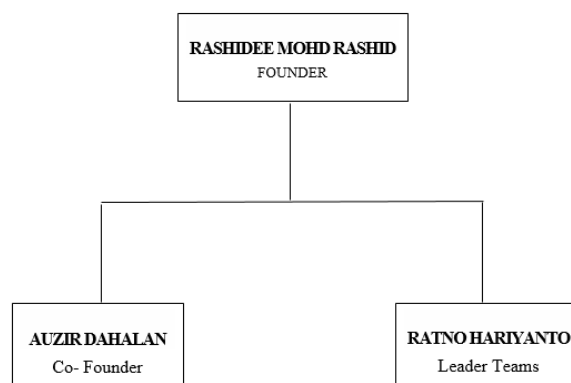 RASHIDEE MOHD RASHID
FOUNDER
AUZIR DAHALAN
Co- Founder
RATNO HARIYANTO
Leader Teams